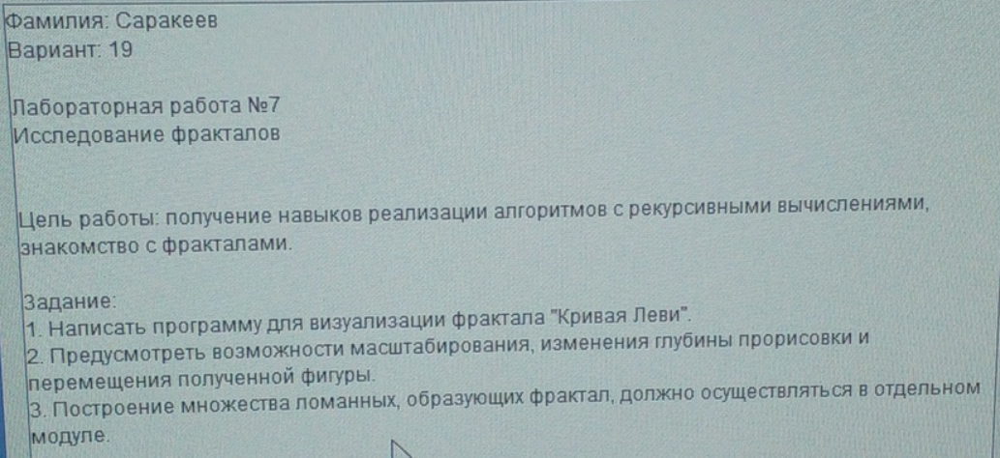 Фамилия: Саракеев
Вариант: 19
Лабораторная работа №7
Исследование фракталов
Цель работы: получение навыков реализации алгоритмов с рекурсивными вычислениями,
знакомство с фракталами.
Задание:
1. Написать программу для визуализации фрактала "Кривая Леви".
2. Предусмотреть возможности масштабирования, изменения глубины прорисовки и
перемещения полученной фигуры.
3. Построение множества ломанных, образующих фрактал, должно осуществляться в отдельном
модуле.